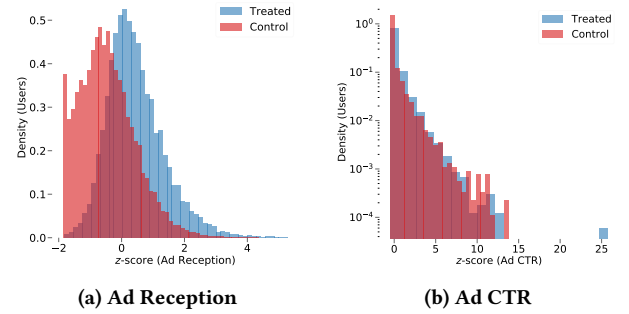 Treated
Control
Density (Users)
0.5
0.4
0.3
0.2
0.1
0.0
−2
0
2
4
z-score (Ad Reception)
(a) Ad Reception
Treated
Control
Density (Users)
10⁰
10⁻¹
10⁻²
10⁻³
10⁻⁴
0
5
10
15
20
25
z-score (Ad CTR)
(b) Ad CTR